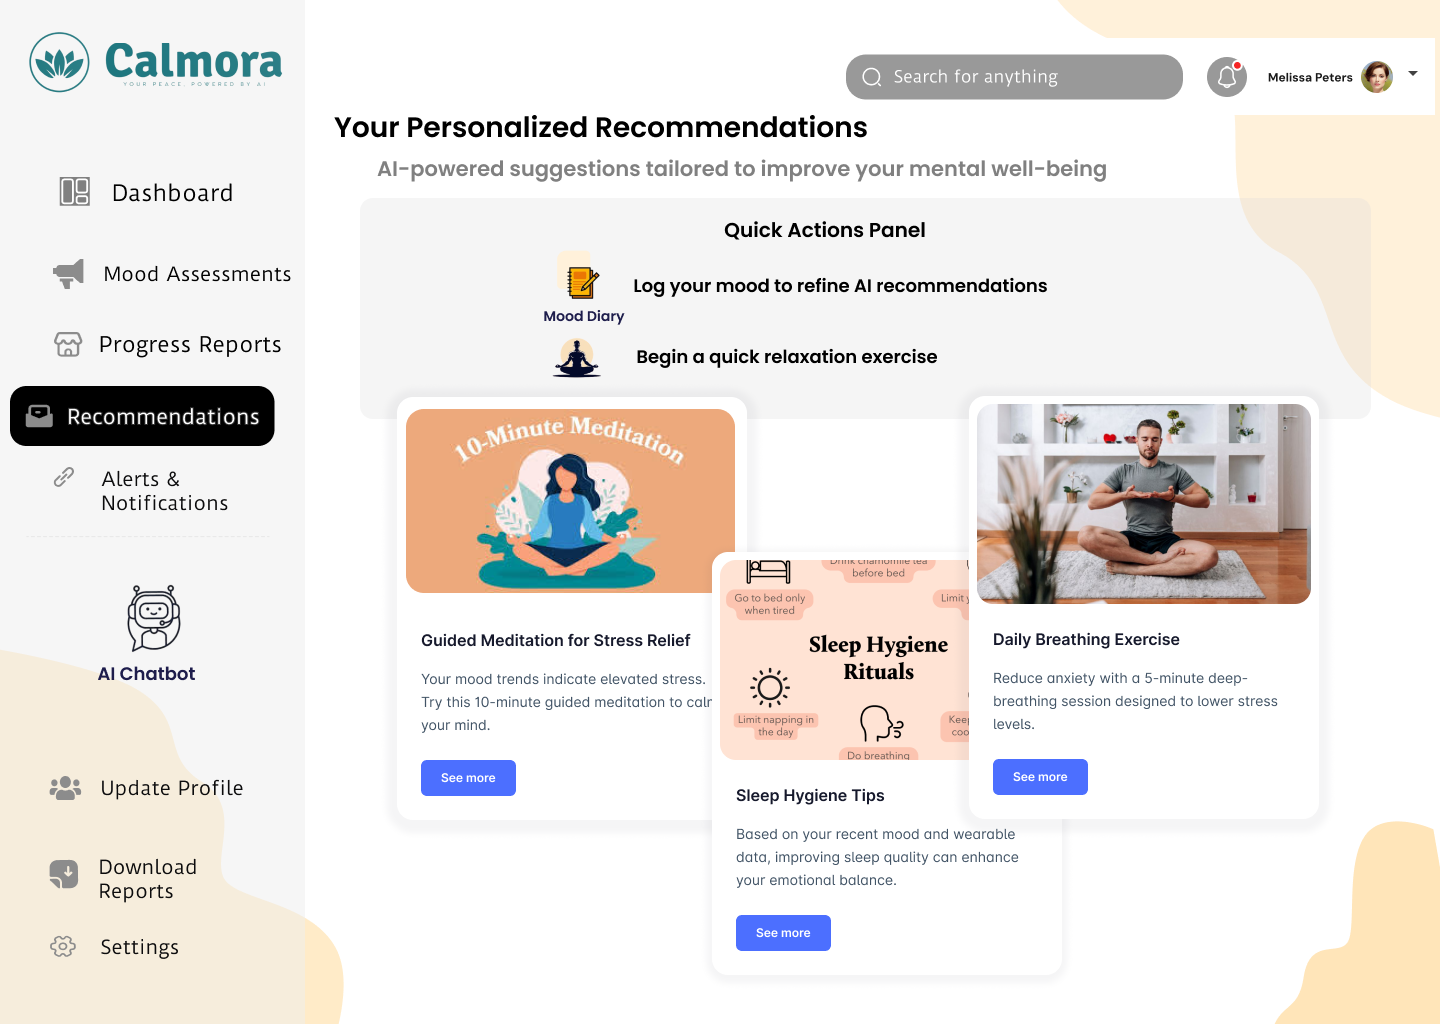 Calmora
YOUR PEACE, POWERED BY AI
Search for anything
Melissa Peters
Your Personalized Recommendations
AI-powered suggestions tailored to improve your mental well-being
Dashboard
Mood Assessments
Progress Reports
Recommendations
Alerts &
Notifications
AI Chatbot
Update Profile
Download
Reports
Settings
Quick Actions Panel
Log your mood to refine AI recommendations
Mood Diary
Begin a quick relaxation exercise
10-Minute Meditation
Guided Meditation for Stress Relief
Your mood trends indicate elevated stress.
Try this 10-minute guided meditation to
your mind.
See more
Drink chamomile tea
before bed
Go to bed only
when tired
Limit
Sleep Hygiene
Rituals
Limit napping in
the day
Do breathing
Sleep Hygiene Tips
Based on your recent mood and wearable
data, improving sleep quality can enhance
your emotional balance.
See more
Daily Breathing Exercise
Reduce anxiety with a 5-minute deep-
breathing session designed to lower stress
levels.
See more